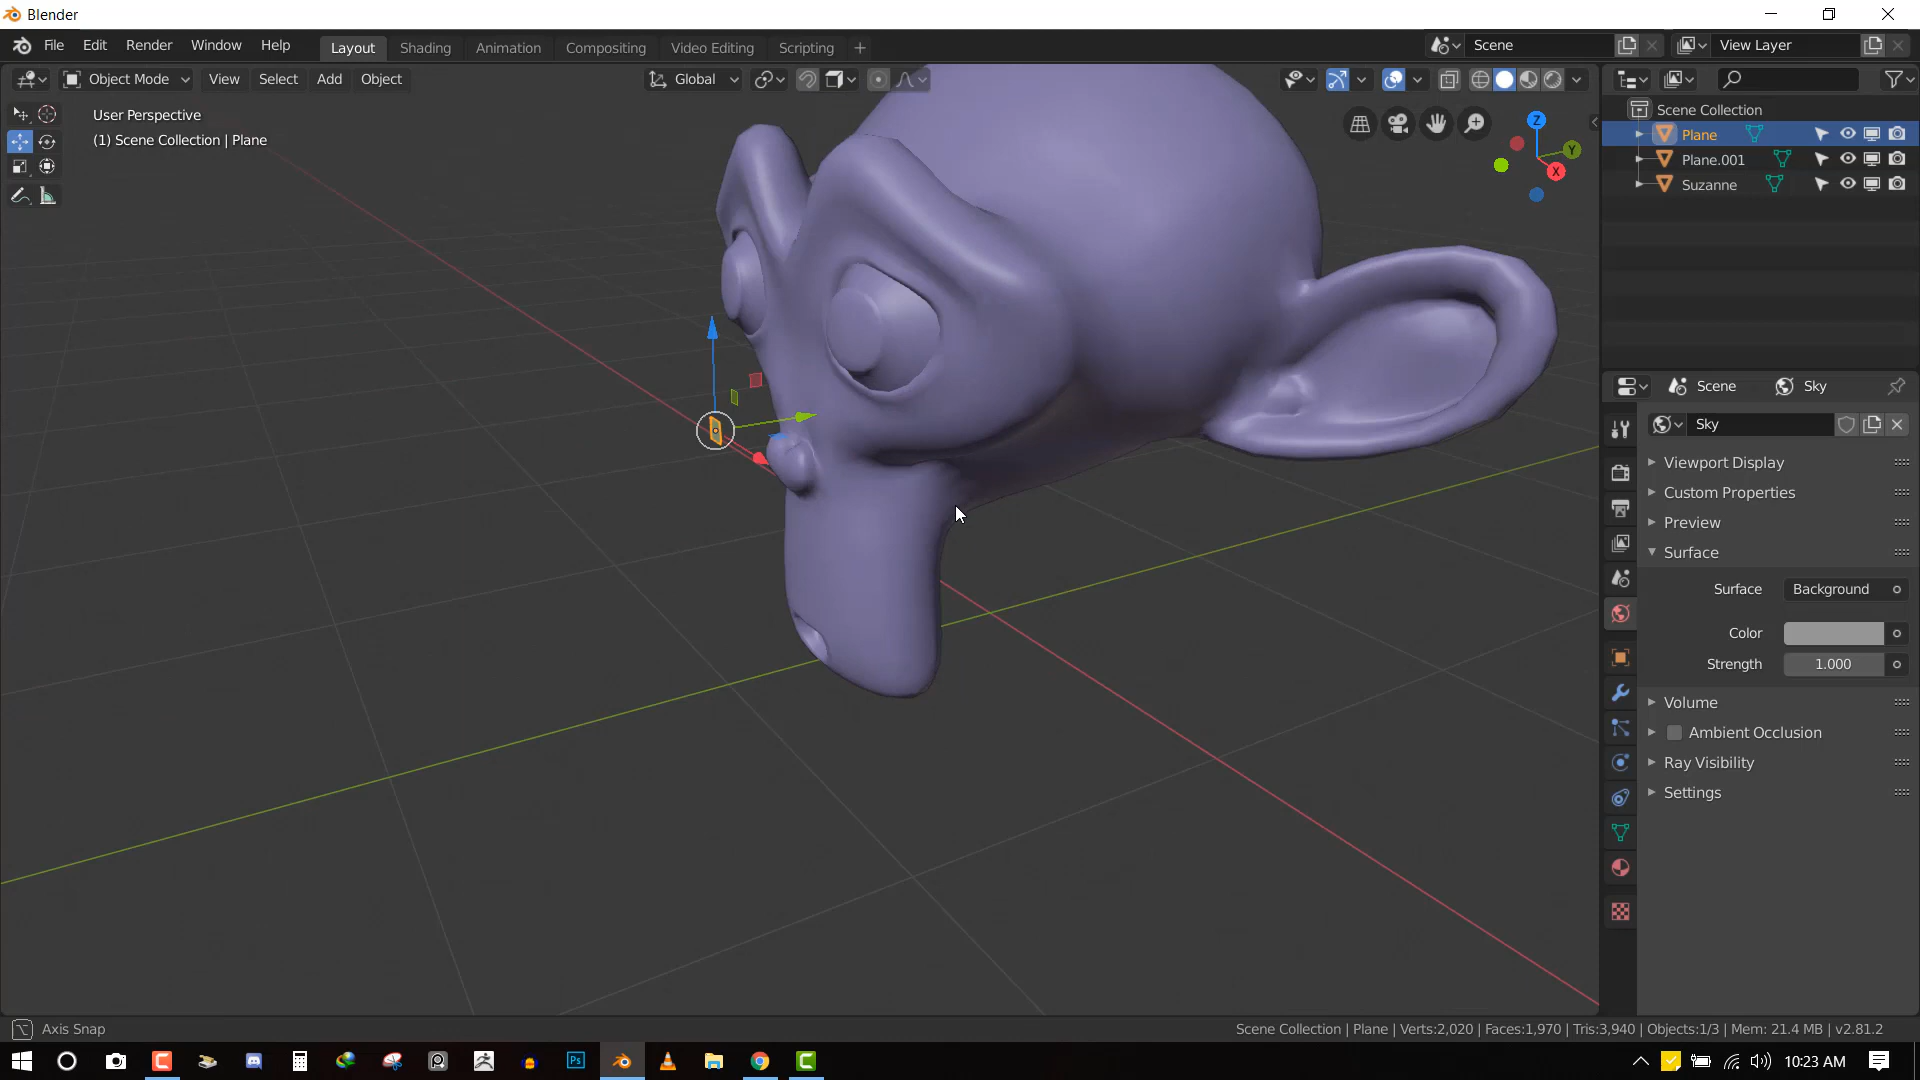 Blender
File Edit Render Window Help Layout Shading Animation Compositing Video Editing Scripting + Scene View Layer
Object Mode View Select Add Object Global
User Perspective
(1) Scene Collection | Plane
Z
Y
X
Scene Collection
Plane
Plane.001
Suzanne
Scene Sky
Sky
Viewport Display
Custom Properties
Preview
Surface
Surface Background
Color
Strength 1.000
Volume
Ambient Occlusion
Ray Visibility
Settings
Axis Snap Scene Collection | Plane | Verts:2,020 | Faces:1,970 | Tris:3,940 | Objects:1/3 | Mem: 21.4 MB | v2.81.2
Ps
10:23 AM